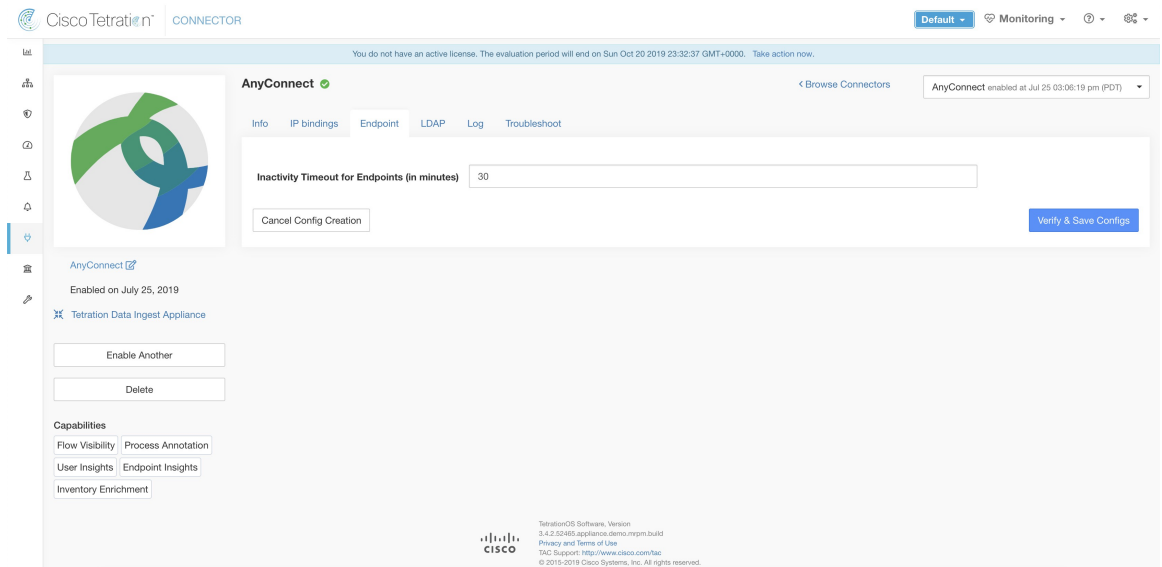 Cisco Tetration™ CONNECTOR
Default
Monitoring
You do not have an active license. The evaluation period will end on Sun Oct 20 2019 23:32:37 GMT+0000. Take action now.
AnyConnect
Browse Connectors
AnyConnect enabled at Jul 25 03:06:19 pm (PDT)
Info IP bindings Endpoint LDAP Log Troubleshoot
Inactivity Timeout for Endpoints (in minutes) 30
Cancel Config Creation
Verify & Save Configs
AnyConnect
Enabled on July 25, 2019
Tetration Data Ingest Appliance
Enable Another
Delete
Capabilities
Flow Visibility Process Annotation
User Insights Endpoint Insights
Inventory Enrichment
CISCO
TetrationOS Software, Version
3.4.2.52465.appliance.demo.mrpm.build
Privacy and Terms of Use
TAC Support: http://www.cisco.com/tac
© 2015-2019 Cisco Systems, Inc. All rights reserved.